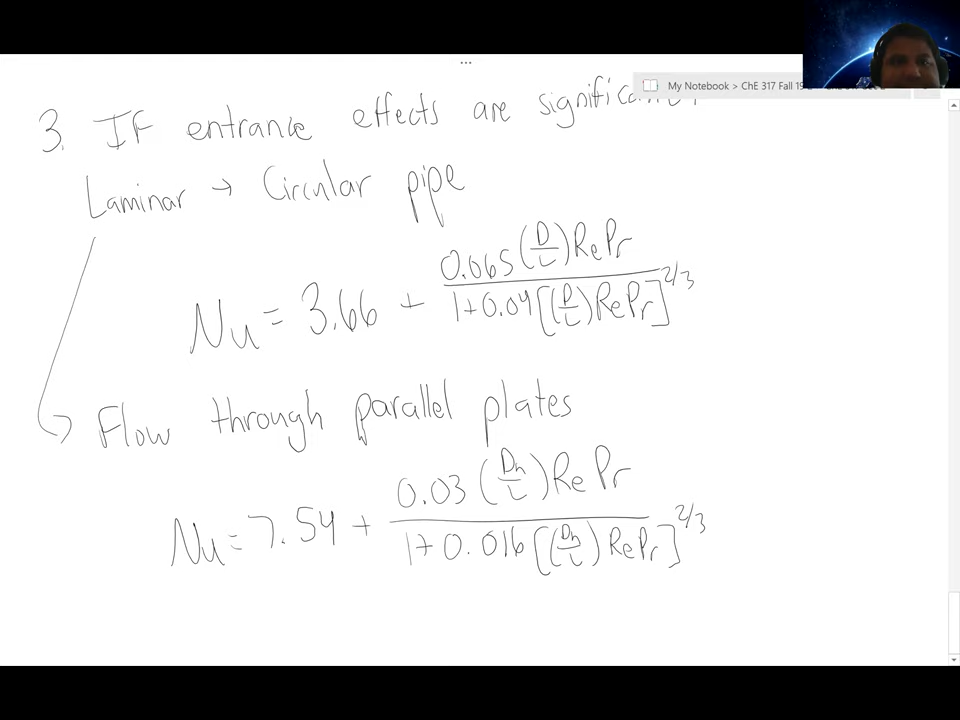 ...
My Notebook > ChE 317 Fall 19
3. IF entrance effects are
Laminar → Circular pipe
Nu = 3.66 + 0.065 (D/L) Re Pr / 1+0.04 [(D/L) Re Pr]^2/3
Flow through parallel plates
Nu = 7.54 + 0.03 (Dh/L) Re Pr / 1+0.016 [(Dh/L) Re Pr]^2/3